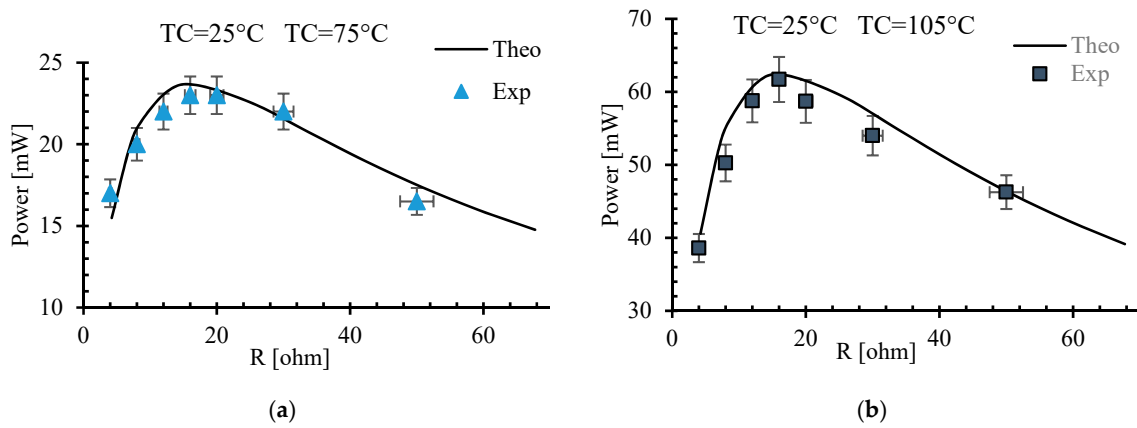 TC=25°C TC=75°C
Theo
Exp
Power [mW]
25
20
15
10
0
20
40
60
R [ohm]
(a)
TC=25°C TC=105°C
Theo
Exp
Power [mW]
70
60
50
40
30
0
20
40
60
R [ohm]
(b)